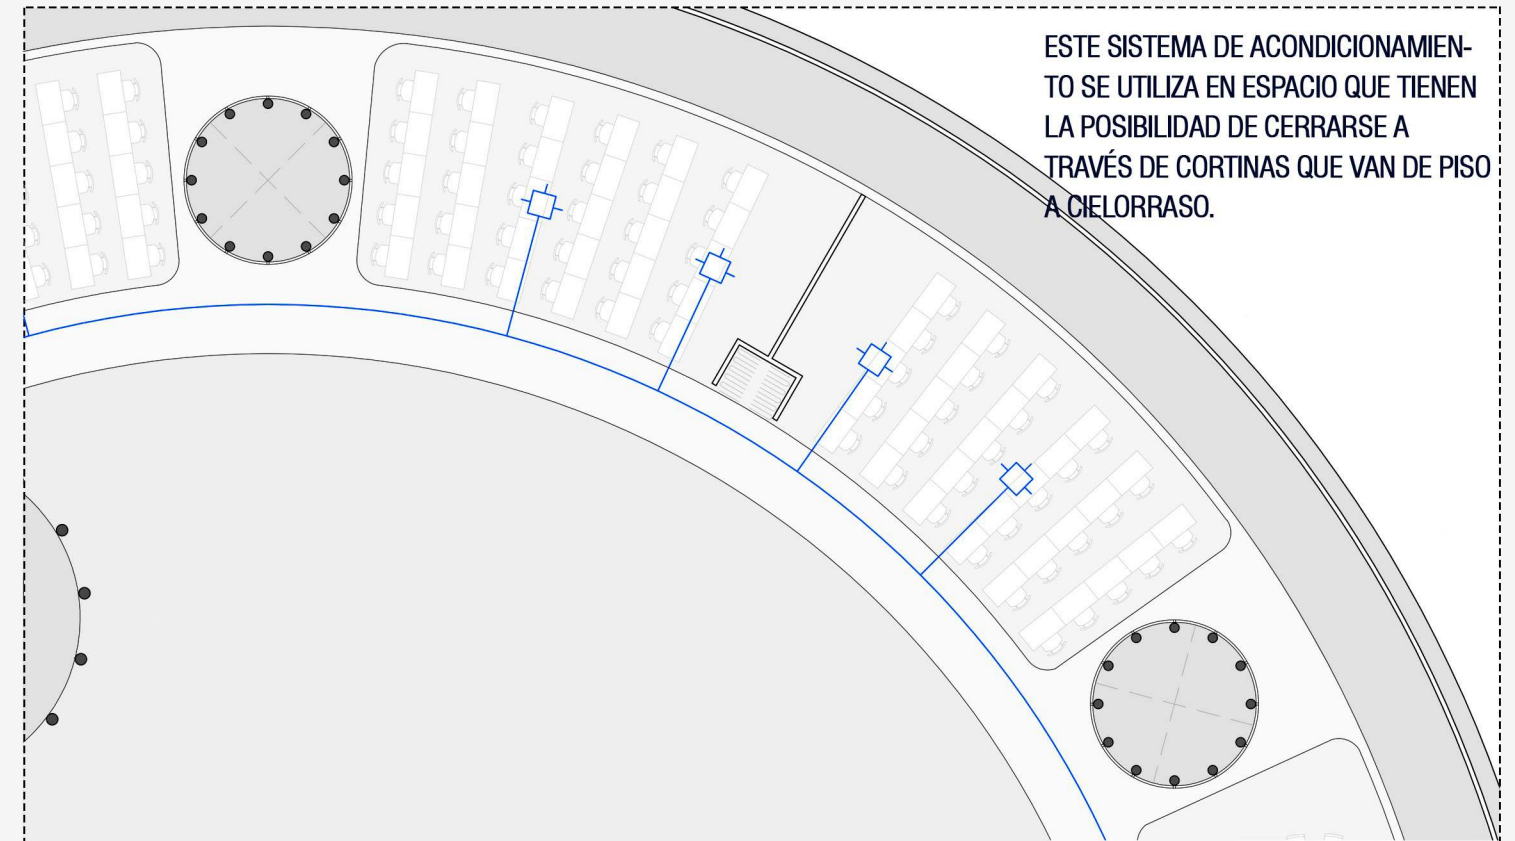 ESTE SISTEMA DE ACONDICIONAMIEN-
TO SE UTILIZA EN ESPACIO QUE TIENEN
LA POSIBILIDAD DE CERRARSE A
TRAVÉS DE CORTINAS QUE VAN DE PISO
A CIELORRASO.